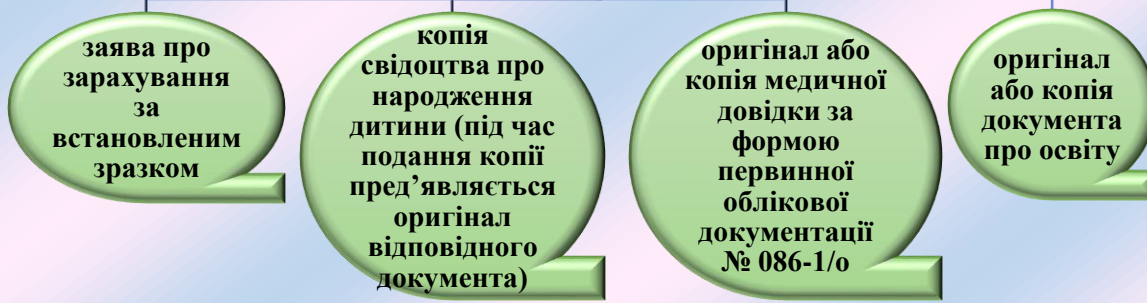 заява про
зарахування
за
встановленим
зразком
копія
свідоцтва про
народження
дитини (під час
подання копії
пред’являється
оригінал
відповідного
документа)
оригінал або
копія медичної
довідки за
формою
первинної
облікової
документації
№ 086-1/о
оригінал
або копія
документа
про освіту